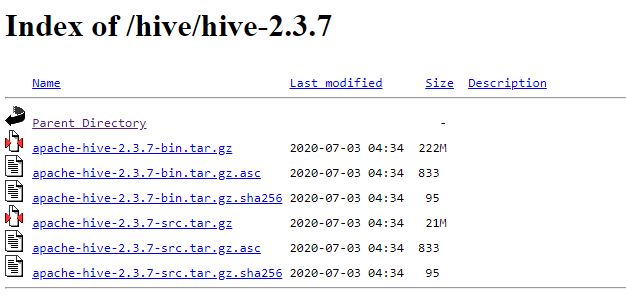 Index of /hive/hive-2.3.7
Name Last modified Size Description
Parent Directory -
apache-hive-2.3.7-bin.tar.gz 2020-07-03 04:34 222M
apache-hive-2.3.7-bin.tar.gz.asc 2020-07-03 04:34 833
apache-hive-2.3.7-bin.tar.gz.sha256 2020-07-03 04:34 95
apache-hive-2.3.7-src.tar.gz 2020-07-03 04:34 21M
apache-hive-2.3.7-src.tar.gz.asc 2020-07-03 04:34 833
apache-hive-2.3.7-src.tar.gz.sha256 2020-07-03 04:34 95